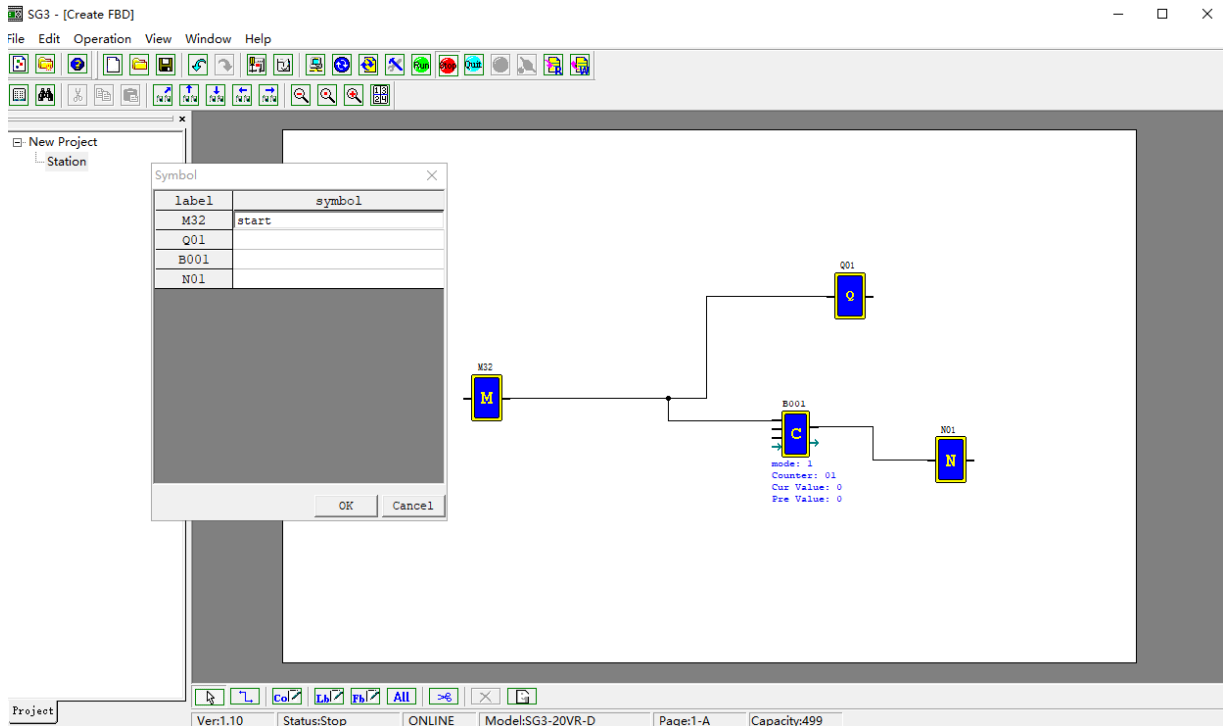 SG3 - [Create FBD]
File Edit Operation View Window Help
Run Stop Quit
R W
New Project
Station
Symbol
label symbol
M32 start
Q01
B001
N01
OK Cancel
Q01
Q
M32
M
B001
C
mode: 1
Counter: 01
Cur Value: 0
Pre Value: 0
N01
N
Co Lb Fb All
Project
Ver:1.10 Status:Stop ONLINE Model:SG3-20VR-D Page:1-A Capacity:499